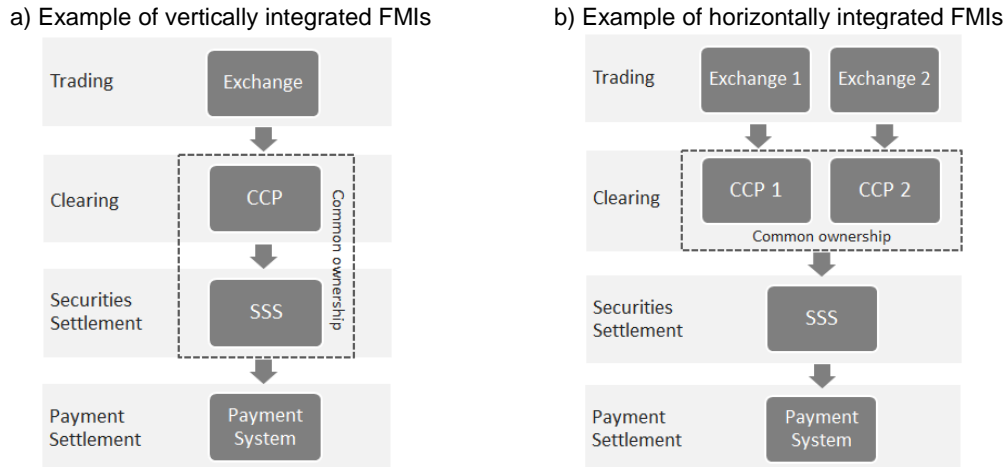 a) Example of vertically integrated FMIs
Trading
Exchange
Clearing
CCP
Common ownership
Securities
Settlement
SSS
Payment
Settlement
Payment
System
b) Example of horizontally integrated FMIs
Trading
Exchange 1
Exchange 2
Clearing
CCP 1
CCP 2
Common ownership
Securities
Settlement
SSS
Payment
Settlement
Payment
System